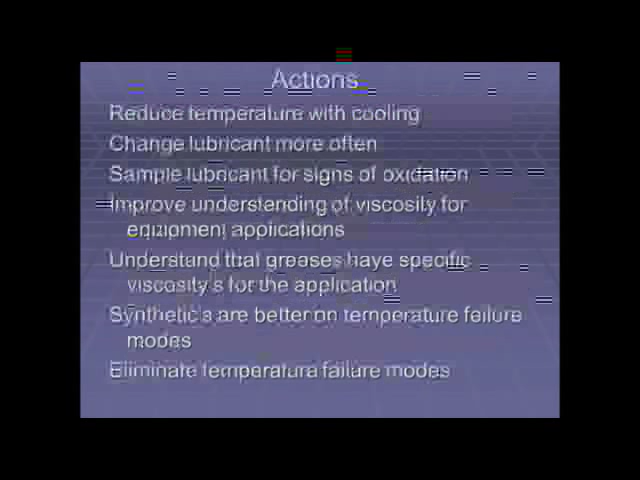 Actions
Reduce temperature with cooling
Change lubricant more often
Sample lubricant for signs of oxidation
Improve understanding of viscosity for
equipment applications
Understand that greases have specific
viscosity's for the application
Synthetic's are better on temperature failure
modes
Eliminate temperature failure modes